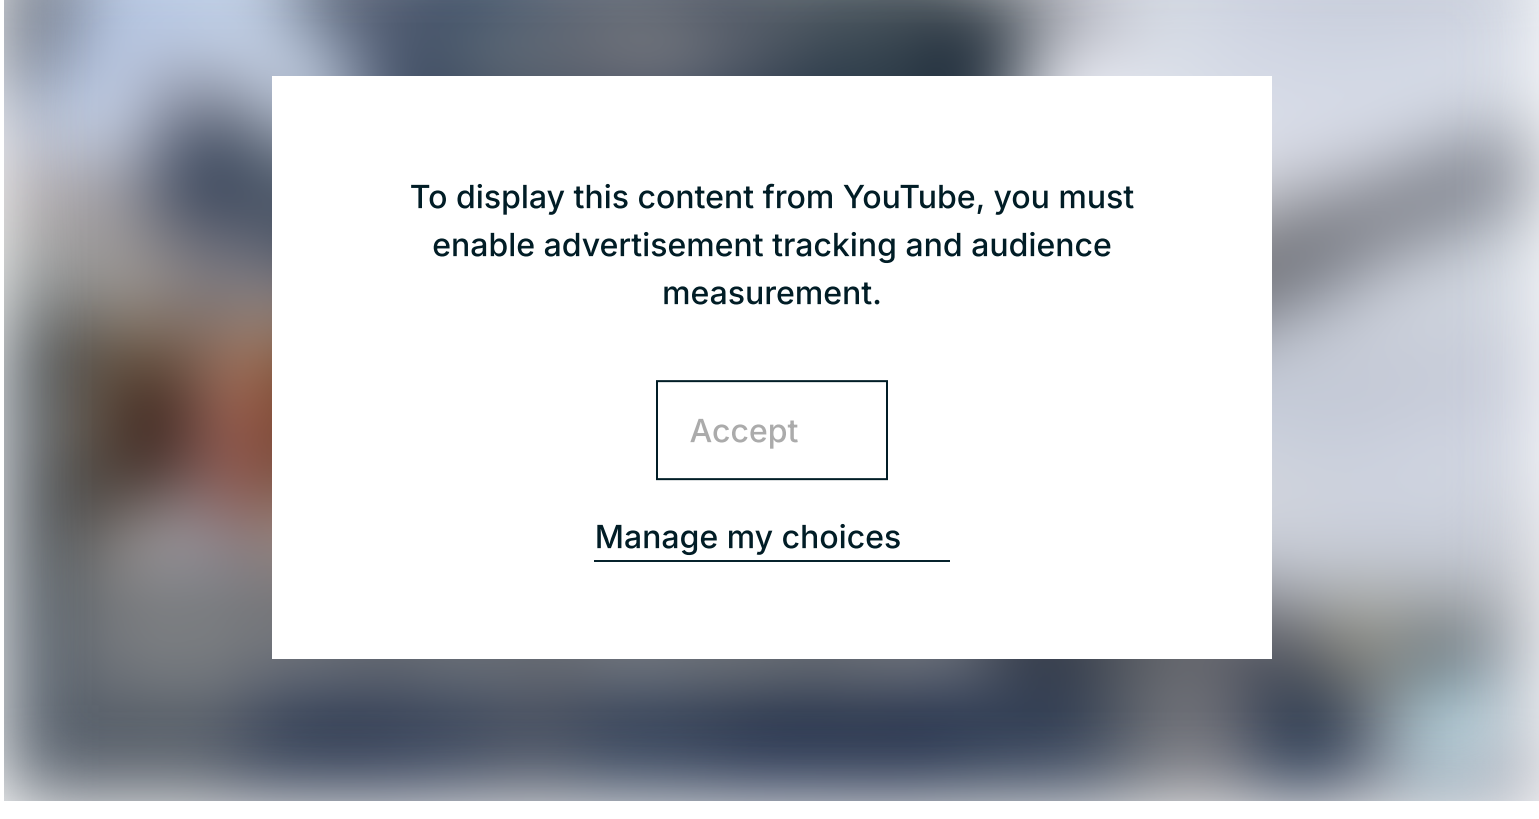 To display this content from YouTube, you must
enable advertisement tracking and audience
measurement.
Accept
Manage my choices